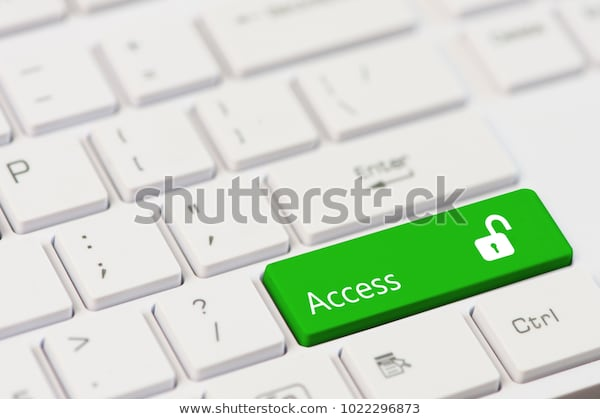 P
Enter
shutterstock
Access
? /
>
Ctrl
www.shutterstock.com · 1022296873